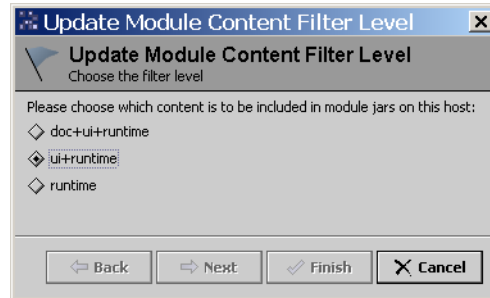 Update Module Content Filter Level
Update Module Content Filter Level
Choose the filter level
Please choose which content is to be included in module jars on this host:
doc+ui+runtime
ui+runtime
runtime
Back Next Finish Cancel